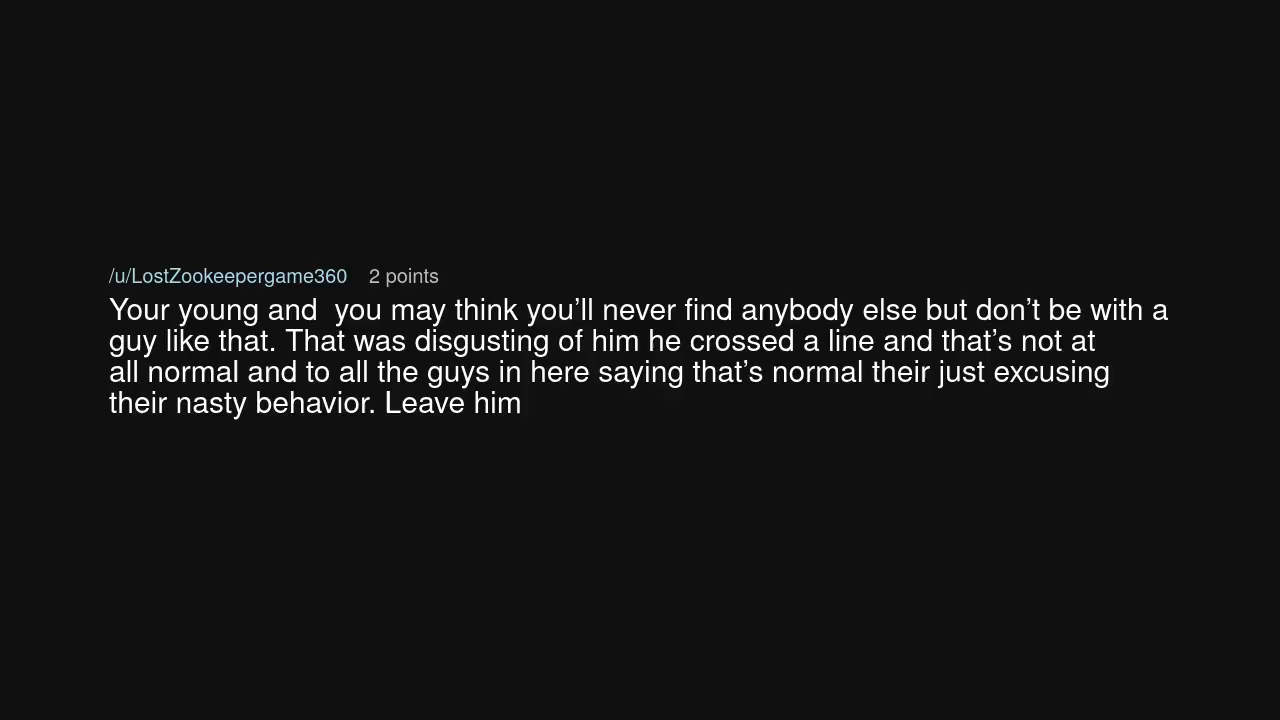 /u/LostZookeepergame360 2 points
Your young and  you may think you’ll never find anybody else but don’t be with a
guy like that. That was disgusting of him he crossed a line and that’s not at
all normal and to all the guys in here saying that’s normal their just excusing
their nasty behavior. Leave him